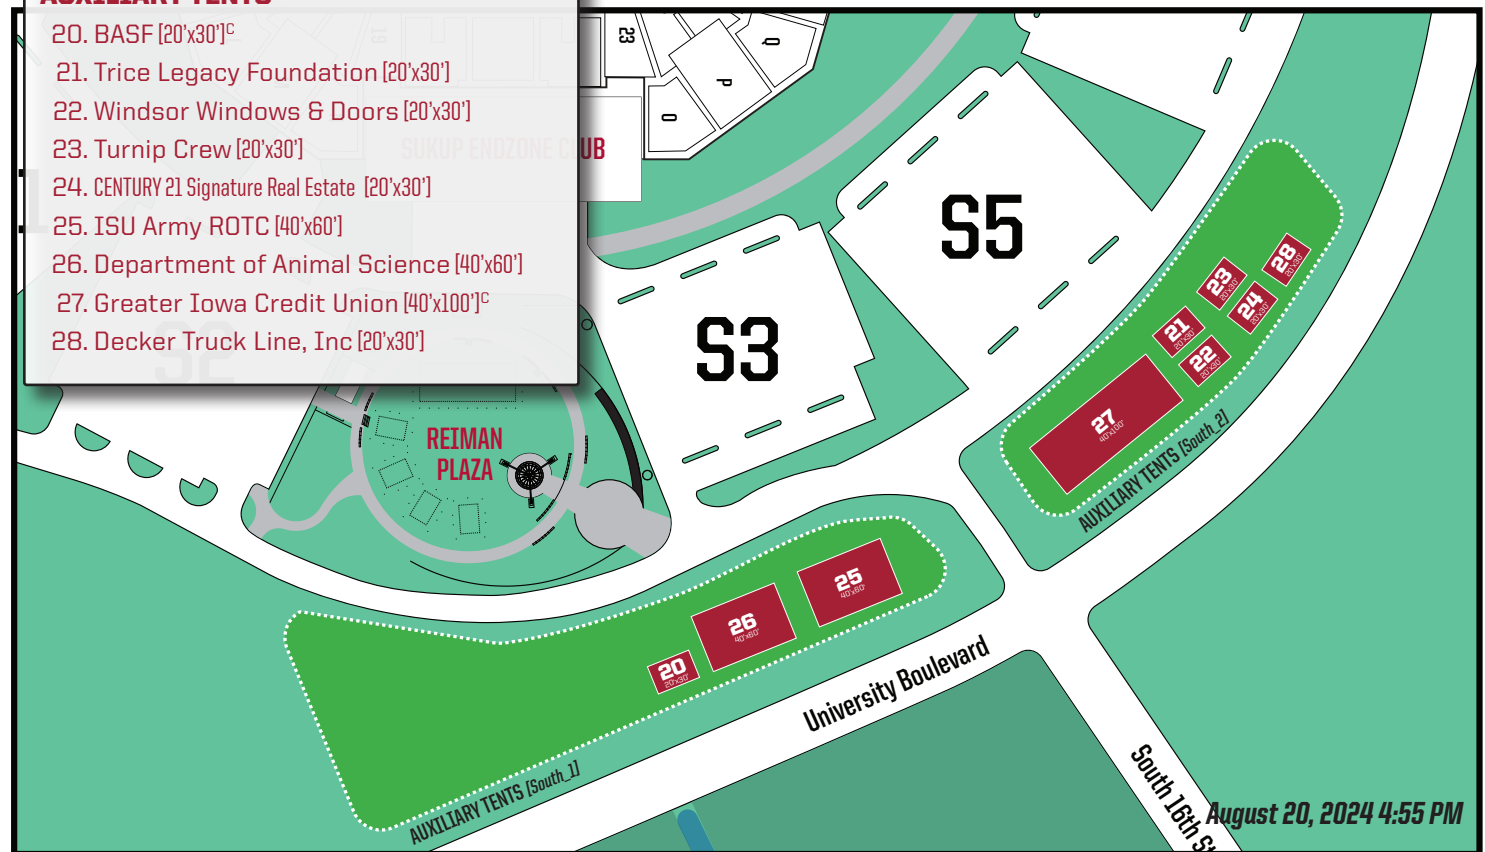 AUXILIARY TENTS
20. BASF [20'x30']C
21. Trice Legacy Foundation [20'x30']
22. Windsor Windows & Doors [20'x30']
23. Turnip Crew [20'x30']
24. CENTURY 21 Signature Real Estate [20'x30']
25. ISU Army ROTC [40'x60']
26. Department of Animal Science [40'x60']
27. Greater Iowa Credit Union [40'x100']C
28. Decker Truck Line, Inc [20'x30']
23
Q
P
O
SUKUP ENDZONE CLUB
S2
S5
S3
REIMAN
PLAZA
28
20'x30'
23
20'x30'
24
20'x30'
21
20'x30'
22
20'x30'
27
40'x100'
AUXILIARY TENTS [South_2]
25
40'x60'
26
40'x60'
20
20'x30'
AUXILIARY TENTS [South_1]
University Boulevard
South 16th St
August 20, 2024 4:55 PM